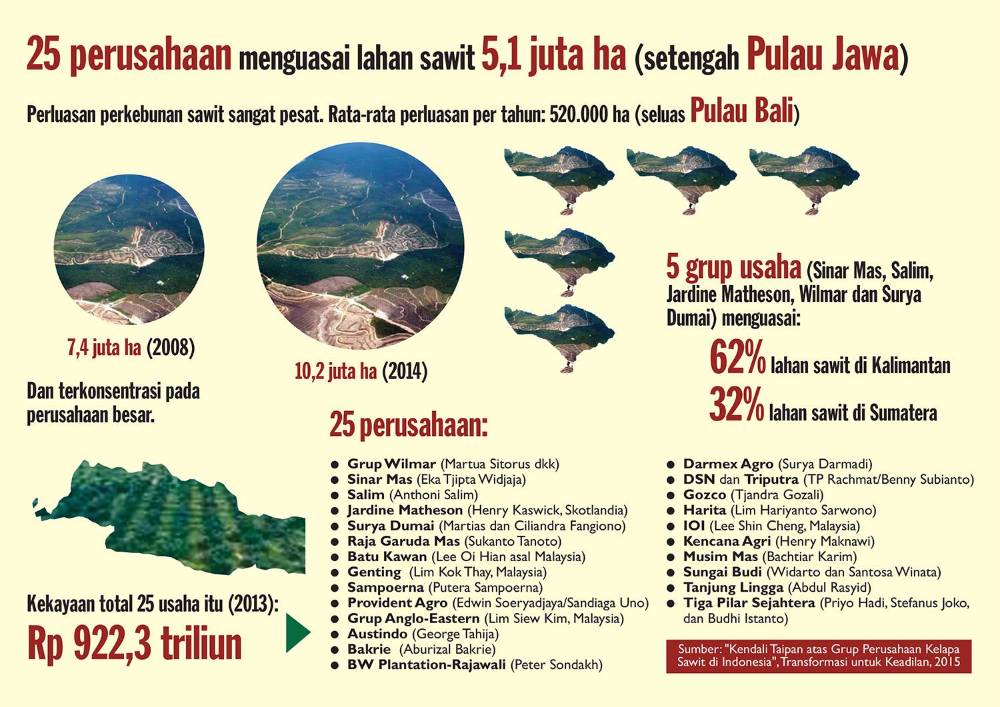 25 perusahaan menguasai lahan sawit 5,1 juta ha (setengah Pulau Jawa)
Perluasan perkebunan sawit sangat pesat. Rata-rata perluasan per tahun: 520.000 ha (seluas Pulau Bali)
7,4 juta ha (2008)
10,2 juta ha (2014)
5 grup usaha (Sinar Mas, Salim,
Jardine Matheson, Wilmar dan Surya
Dumai) menguasai:
62% lahan sawit di Kalimantan
32% lahan sawit di Sumatera
Dan terkonsentrasi pada
perusahaan besar.
Kekayaan total 25 usaha itu (2013):
Rp 922,3 triliun
25 perusahaan:
● Grup Wilmar (Martua Sitorus dkk)
● Sinar Mas (Eka Tjipta Widjaja)
● Salim (Anthoni Salim)
● Jardine Matheson (Henry Kaswick, Skotlandia)
● Surya Dumai (Martias dan Ciliandra Fangiono)
● Raja Garuda Mas (Sukanto Tanoto)
● Batu Kawan (Lee Oi Hian asal Malaysia)
● Genting (Lim Kok Thay, Malaysia)
● Sampoerna (Putera Sampoerna)
● Provident Agro (Edwin Soeryadjaya/Sandiaga Uno)
● Grup Anglo-Eastern (Lim Siew Kim, Malaysia)
● Austindo (George Tahija)
● Bakrie (Aburizal Bakrie)
● BW Plantation-Rajawali (Peter Sondakh)
● Darmex Agro (Surya Darmadi)
● DSN dan Triputra (TP Rachmat/Benny Subianto)
● Gozco (Tjandra Gozali)
● Harita (Lim Hariyanto Sarwono)
● IOI (Lee Shin Cheng, Malaysia)
● Kencana Agri (Henry Maknawi)
● Musim Mas (Bachtiar Karim)
● Sungai Budi (Widarto dan Santosa Winata)
● Tanjung Lingga (Abdul Rasyid)
● Tiga Pilar Sejahtera (Priyo Hadi, Stefanus Joko,
dan Budhi Istanto)
Sumber: "Kendali Taipan atas Grup Perusahaan Kelapa
Sawit di Indonesia", Transformasi untuk Keadilan, 2015